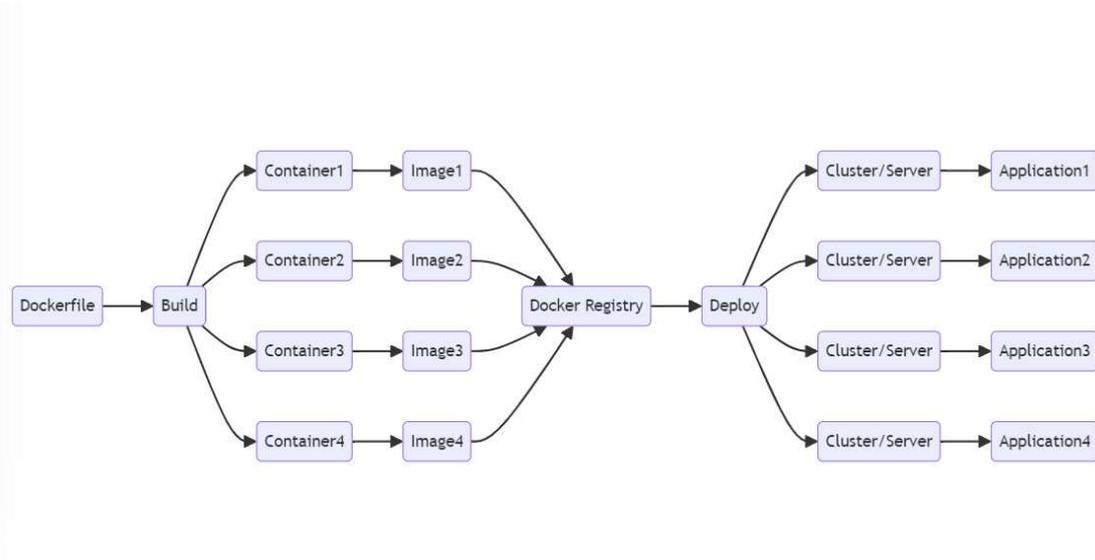 Container1
Image1
Cluster/Server
Application1
Container2
Image2
Cluster/Server
Application2
Dockerfile
Build
Docker Registry
Deploy
Container3
Image3
Cluster/Server
Application3
Container4
Image4
Cluster/Server
Application4